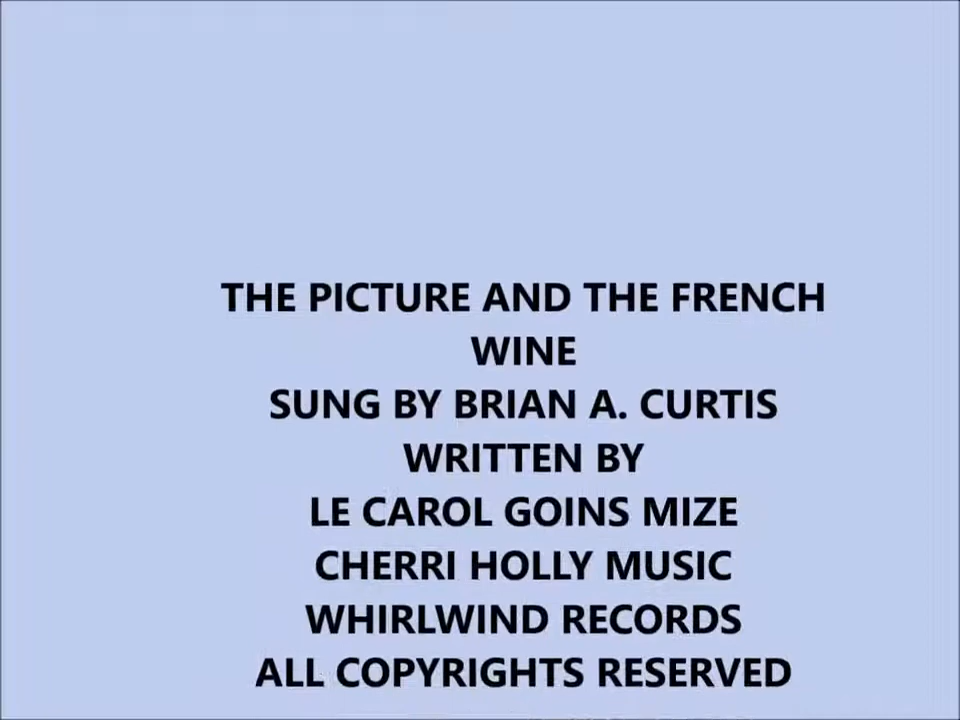 THE PICTURE AND THE FRENCH
WINE
SUNG BY BRIAN A. CURTIS
WRITTEN BY
LE CAROL GOINS MIZE
CHERRI HOLLY MUSIC
WHIRLWIND RECORDS
ALL COPYRIGHTS RESERVED